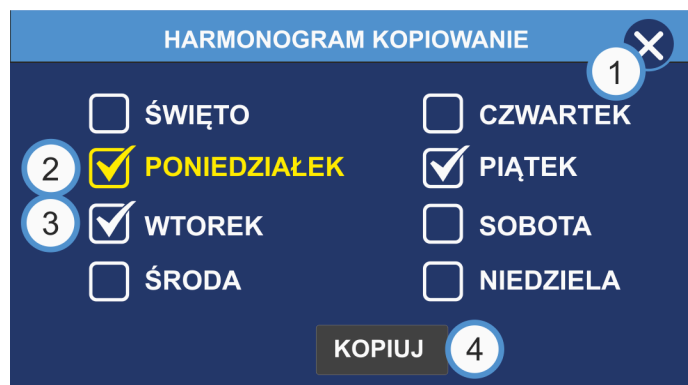 HARMONOGRAM KOPIOWANIE
1
ŚWIĘTO CZWARTEK
2 PONIEDZIAŁEK PIĄTEK
3 WTOREK SOBOTA
ŚRODA NIEDZIELA
KOPIUJ 4